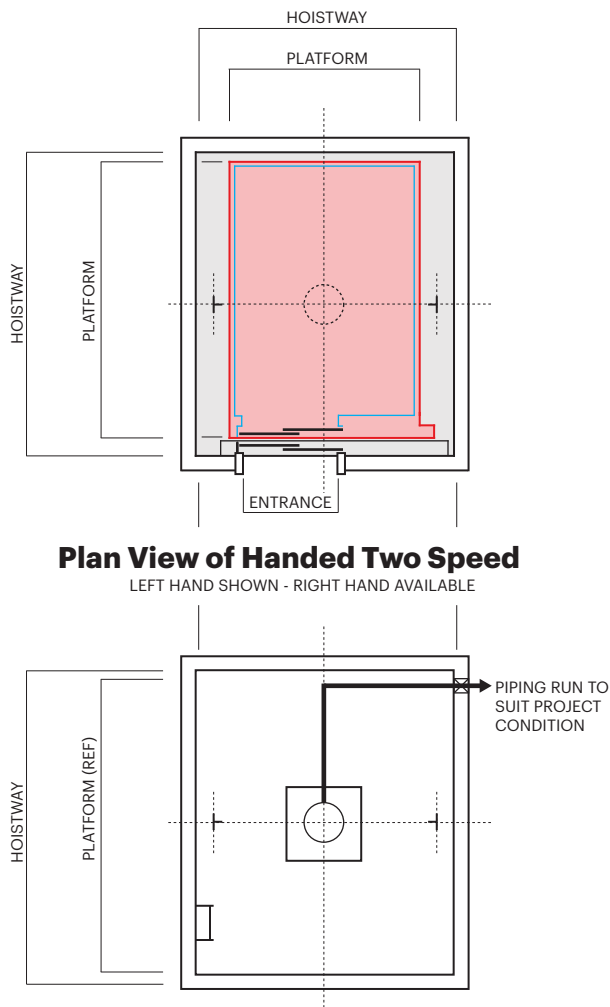 HOISTWAY
PLATFORM
HOISTWAY
PLATFORM
ENTRANCE
Plan View of Handed Two Speed
LEFT HAND SHOWN - RIGHT HAND AVAILABLE
PIPING RUN TO
SUIT PROJECT
CONDITION
HOISTWAY
PLATFORM (REF)